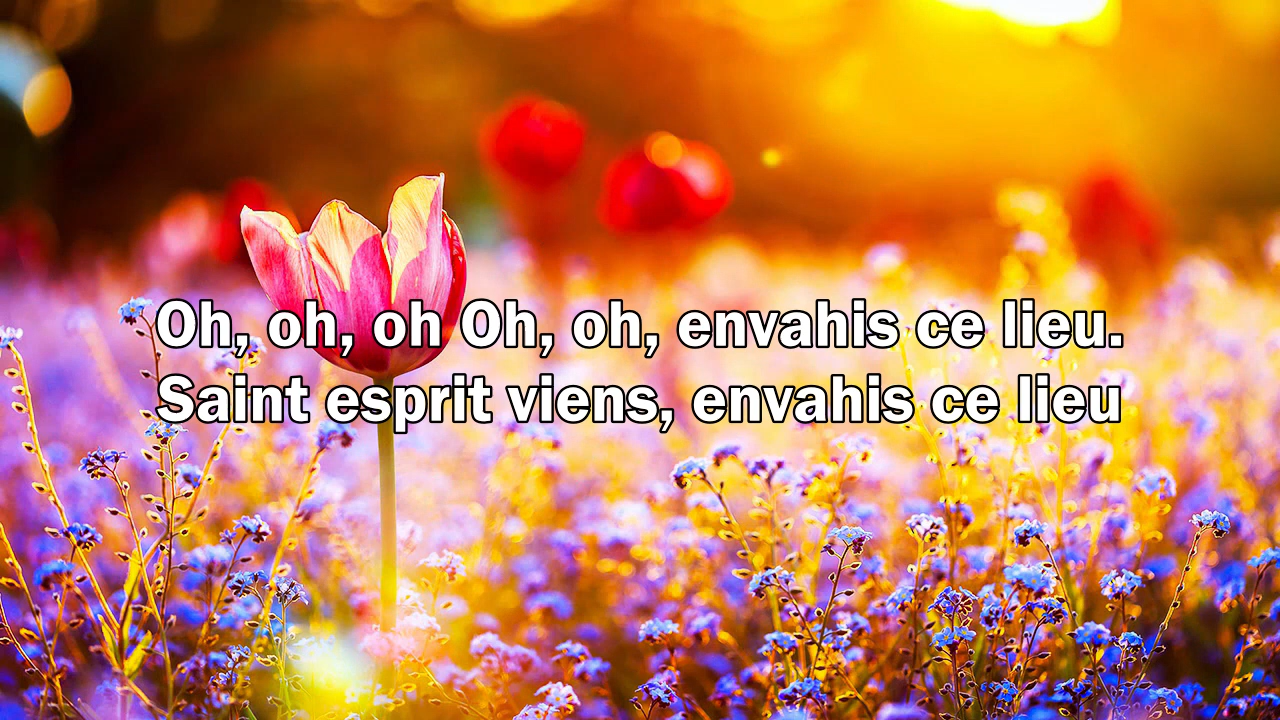 Oh, oh, oh Oh, oh, envahis ce lieu.
Saint esprit viens, envahis ce lieu